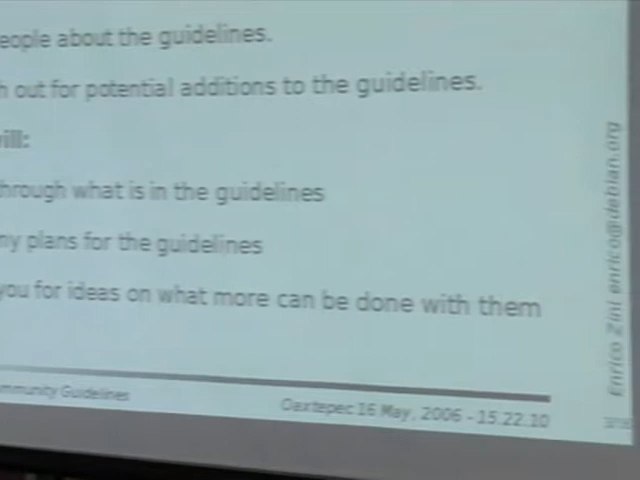 eople about the guidelines.
h out for potential additions to the guidelines.
ill:
hrough what is in the guidelines
ny plans for the guidelines
you for ideas on what more can be done with them
mmunity Guidelines
Oaxtepec 16 May, 2006 - 15.22.10
Enrico Zini enrico@debian.org